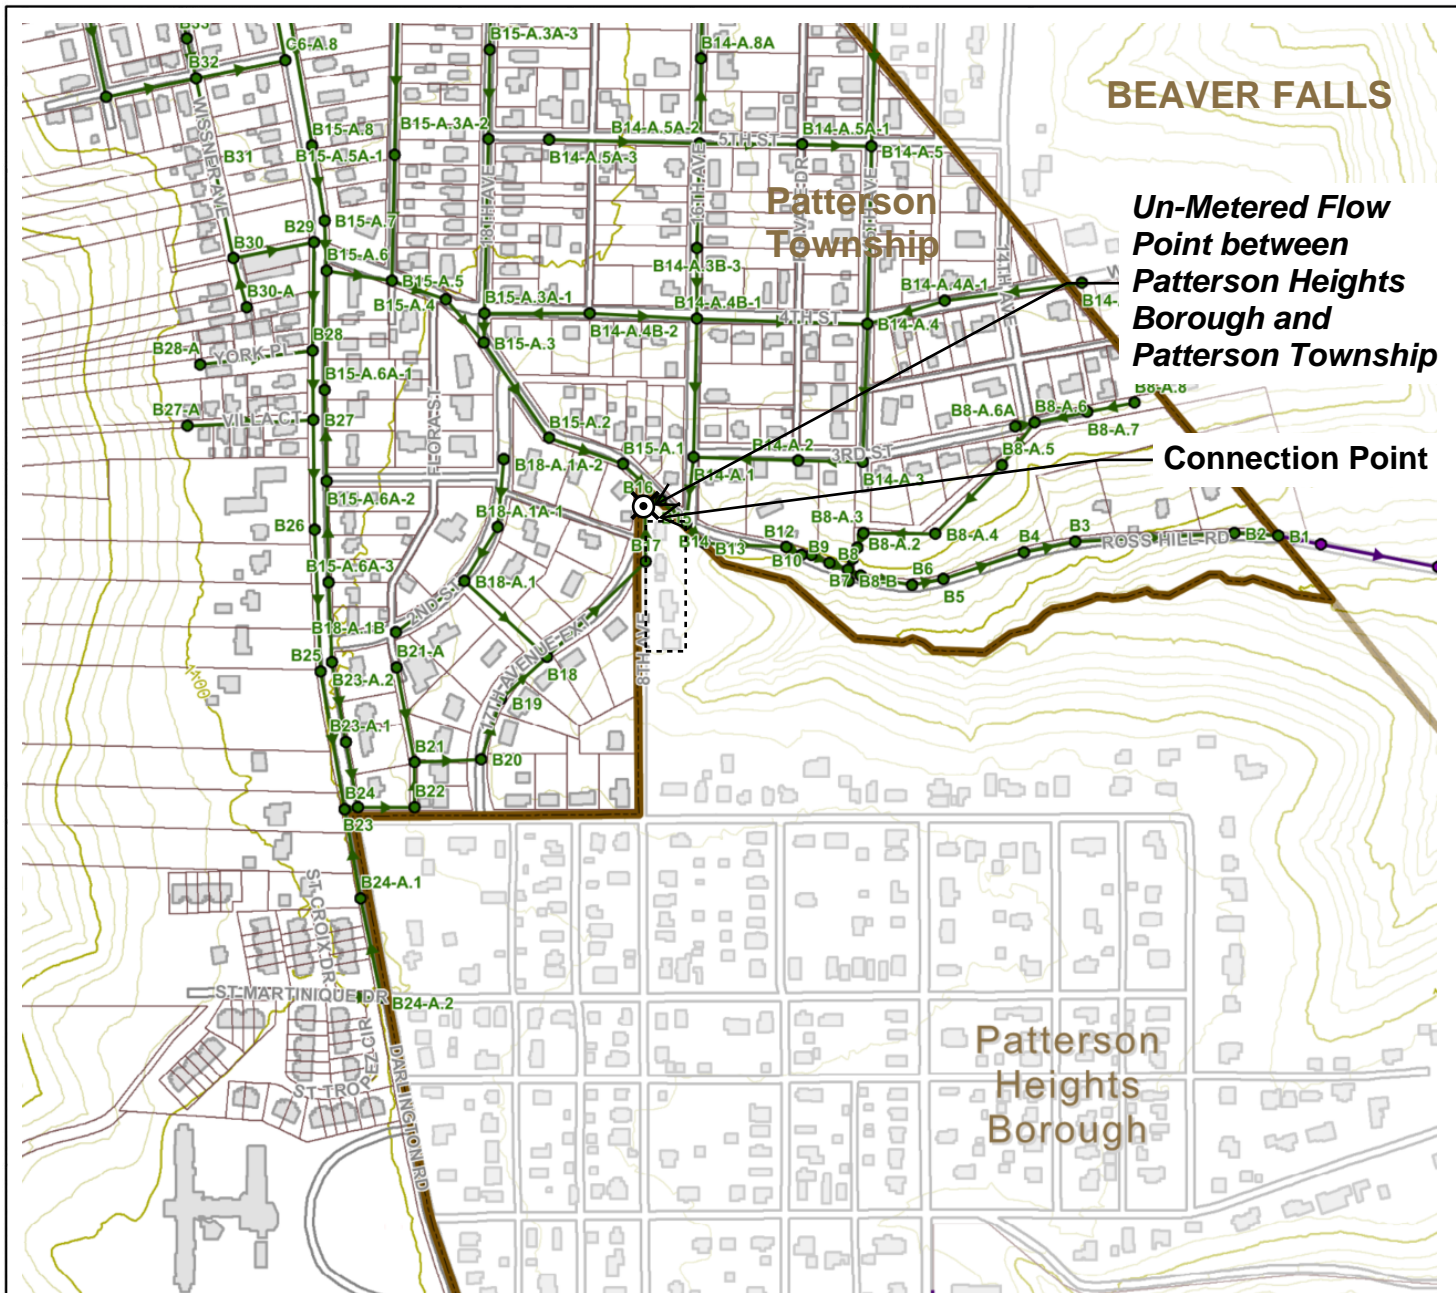 B33
C6-A.8
B15-A.3A-3
B14-A.8A
B32
BEAVER FALLS
WISSNER AVE
B15-A.8
B15-A.3A-2
B14-A.5A-2
5TH ST
B14-A.5A-1
B31
B15-A.5A-1
B14-A.5A-3
B14-A.5
18TH AVE
16TH AVE
Patterson
Township
Un-Metered Flow
Point between
Patterson Heights
Borough and
Patterson Township
B29
B15-A.7
B30
B15-A.6
B14-A.3B-3
14TH AVE
B30-A
B15-A.5
B15-A.4
B15-A.3A-1
B14-A.4B-1
B14-A.4A-1
4TH ST
B14-A.4
B14-A.4B-2
B28-A
YORK PL
B28
B15-A.3
B15-A.6A-1
FLORA ST
B27-A
VILLA CT
B27
B15-A.2
B8-A.6A
B8-A.6
B8-A.8
B8-A.7
B15-A.1
B14-A.2
3RD ST
B8-A.5
Connection Point
B18-A.1A-2
B14-A.1
B14-A.3
B15-A.6A-2
B16
B26
B18-A.1A-1
B17
B14
B13
B12
B10
B9
B8-A.3
B8-A.2
B8-A.4
B8
B7
B8-B
B6
B5
B4
B3
ROSS HILL RD
B2
B1
B15-A.6A-3
B18-A.1
2ND ST
B18-A.1B
B25
B21-A
17TH AVENUE EXT
B18
8TH AVE
1100
B23-A.2
B19
B23-A.1
B21
B20
B24
B22
B23
B24-A.1
ST CROIX DR
ST MARTINIQUE DR
B24-A.2
ST TROPEZ CIR
DARLINGTON RD
Patterson
Heights
Borough